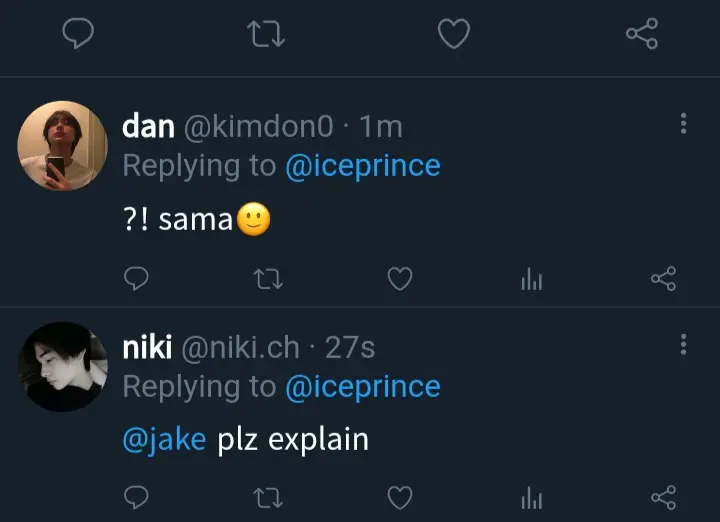 dan @kimdon0 · 1m
Replying to @iceprince
?! sama🙂
niki @niki.ch · 27s
Replying to @iceprince
@jake plz explain